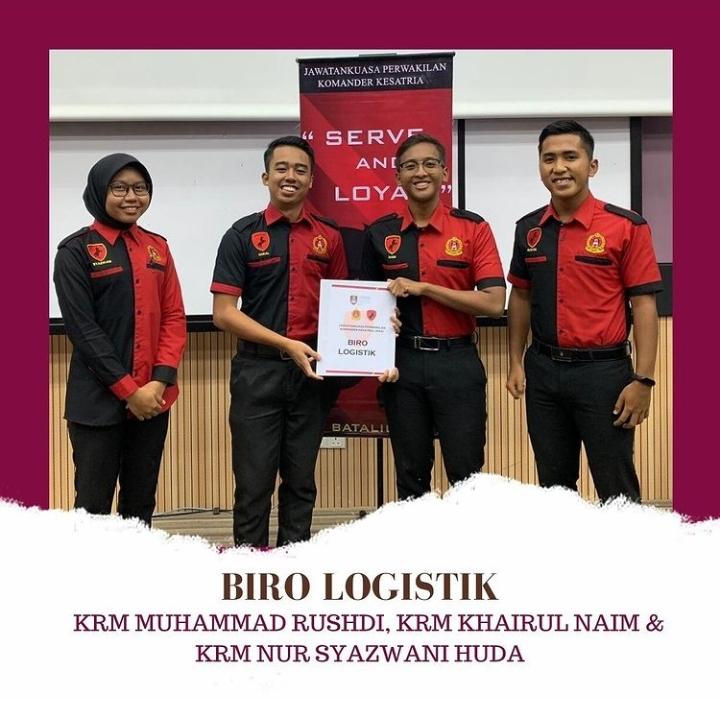 JAWATANKUASA PERWAKILAN
KOMANDER KESATRIA
“ SERVE
AND
LOYA ”
BIRO
LOGISTIK
BATALI
BIRO LOGISTIK
KRM MUHAMMAD RUSHDI, KRM KHAIRUL NAIM &
KRM NUR SYAZWANI HUDA